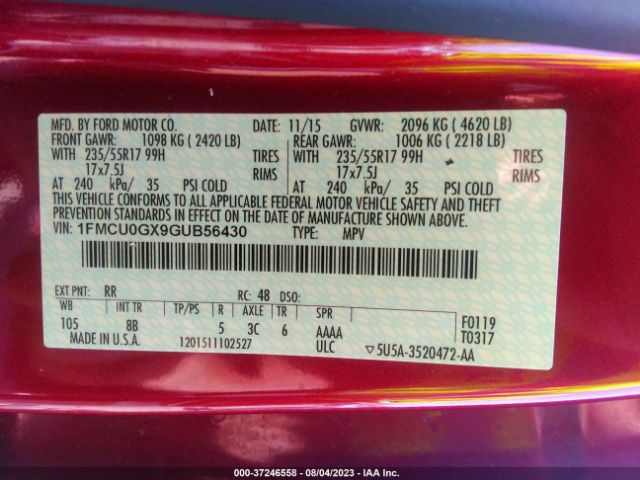 MFD. BY FORD MOTOR CO. DATE: 11/15 GVWR: 2096 KG ( 4620 LB)
FRONT GAWR: 1098 KG ( 2420 LB) REAR GAWR: 1006 KG ( 2218 LB)
WITH 235/55R17 99H TIRES WITH 235/55R17 99H TIRES
17x7.5J RIMS 17x7.5J RIMS
AT 240 kPa/ 35 PSI COLD AT 240 kPa/ 35 PSI COLD
THIS VEHICLE CONFORMS TO ALL APPLICABLE FEDERAL MOTOR VEHICLE SAFETY AND THEFT
PREVENTION STANDARDS IN EFFECT ON THE DATE OF MANUFACTURE SHOWN ABOVE.
VIN: 1FMCU0GX9GUB56430 TYPE: MPV
EXT PNT: RR RC: 48 DSO:
WB INT TR TP/PS R AXLE TR SPR
105 8B 5 3C 6 AAAA F0119
MADE IN U.S.A. 1201511102527 ULC T0317
▽5U5A-3520472-AA
000-37246558 - 08/04/2023 - IAA Inc.